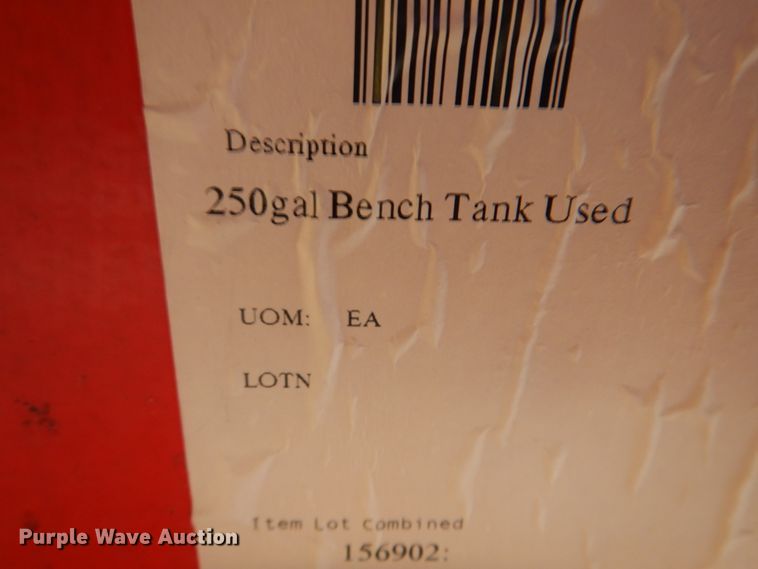 Description
250gal Bench Tank Used
UOM: EA
LOTN
Item Lot Combined
156902:
Purple Wave Auction